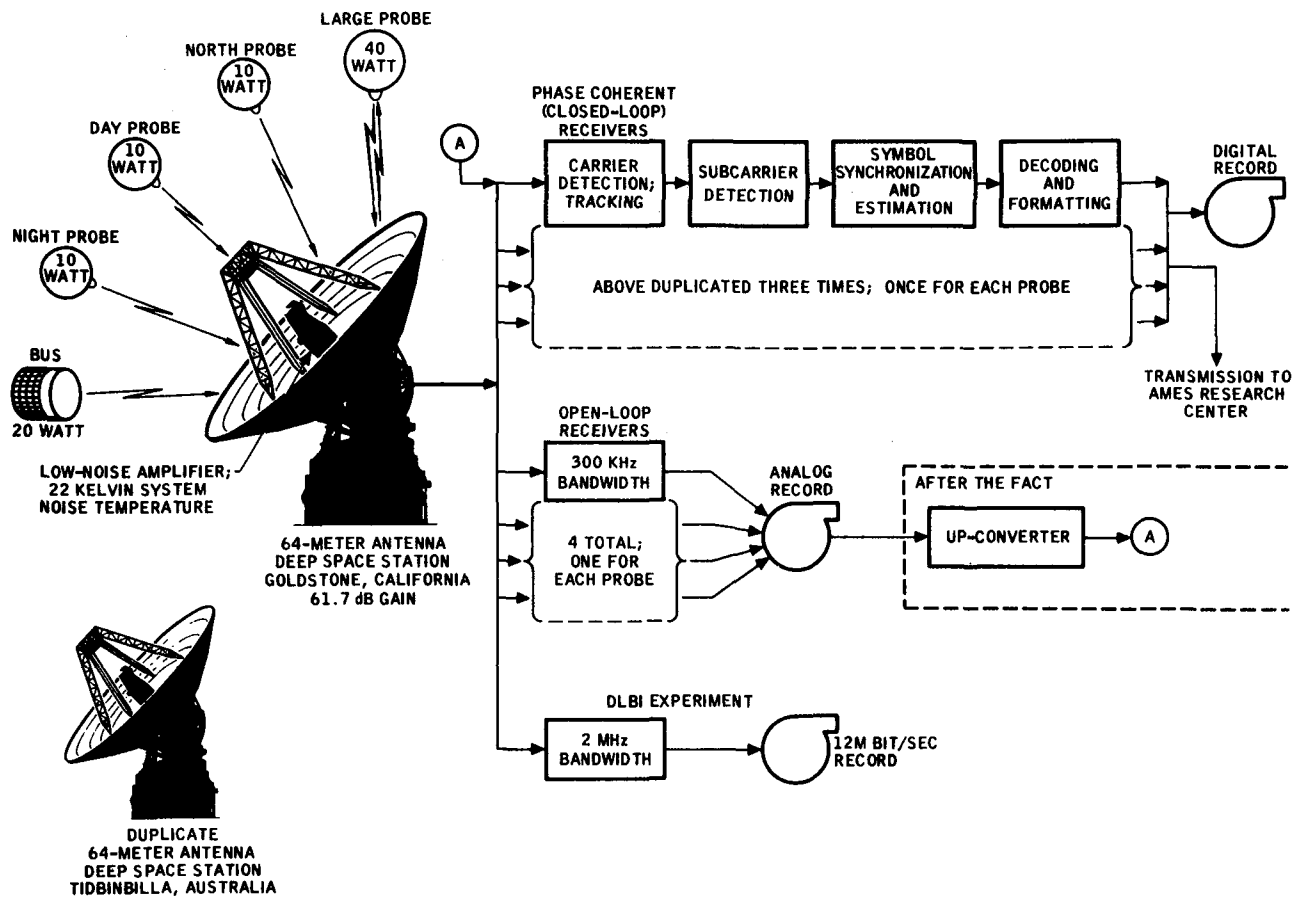 LARGE PROBE
40
WATT
NORTH PROBE
10
WATT
DAY PROBE
10
WATT
NIGHT PROBE
10
WATT
BUS
20 WATT
LOW-NOISE AMPLIFIER;
22 KELVIN SYSTEM
NOISE TEMPERATURE
64-METER ANTENNA
DEEP SPACE STATION
GOLDSTONE, CALIFORNIA
61.7 dB GAIN
DUPLICATE
64-METER ANTENNA
DEEP SPACE STATION
TIDBINBILLA, AUSTRALIA
A
PHASE COHERENT
(CLOSED-LOOP)
RECEIVERS
CARRIER
DETECTION;
TRACKING
SUBCARRIER
DETECTION
SYMBOL
SYNCHRONIZATION
AND
ESTIMATION
DECODING
AND
FORMATTING
DIGITAL
RECORD
ABOVE DUPLICATED THREE TIMES; ONCE FOR EACH PROBE
TRANSMISSION TO
AMES RESEARCH
CENTER
OPEN-LOOP
RECEIVERS
300 KHz
BANDWIDTH
4 TOTAL;
ONE FOR
EACH PROBE
ANALOG
RECORD
AFTER THE FACT
UP-CONVERTER
A
DLBI EXPERIMENT
2 MHz
BANDWIDTH
12M BIT/SEC
RECORD